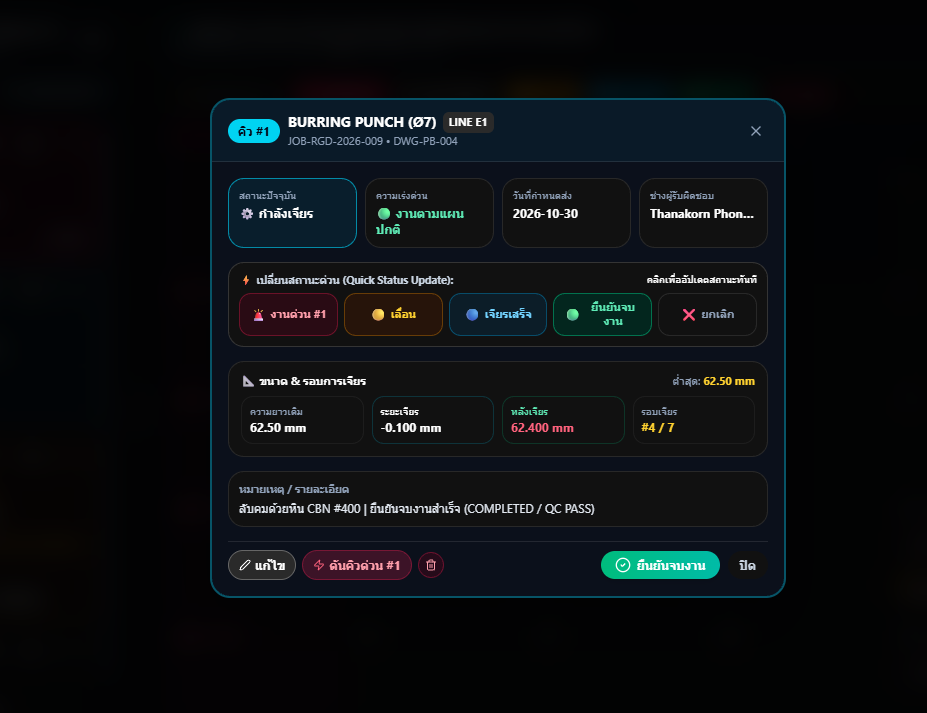 คิว #1
BURRING PUNCH (Ø7) LINE E1
JOB-RGD-2026-009 • DWG-PB-004
สถานะปัจจุบัน
กำลังเจียร
ความเร่งด่วน
งานตามแผน
ปกติ
วันที่กำหนดส่ง
2026-10-30
ช่างผู้รับผิดชอบ
Thanakorn Phon...
เปลี่ยนสถานะด่วน (Quick Status Update):
คลิกเพื่ออัปเดตสถานะทันที
งานด่วน #1
เลื่อน
เจียรเสร็จ
ยืนยันจบ
งาน
ยกเลิก
ขนาด & รอบการเจียร
ต่ำสุด: 62.50 mm
ความยาวเดิม
62.50 mm
ระยะเจียร
-0.100 mm
หลังเจียร
62.400 mm
รอบเจียร
#4 / 7
หมายเหตุ / รายละเอียด
ลับคมด้วยหิน CBN #400 | ยืนยันจบงานสำเร็จ (COMPLETED / QC PASS)
แก้ไข
ดันคิวด่วน #1
ยืนยันจบงาน
ปิด